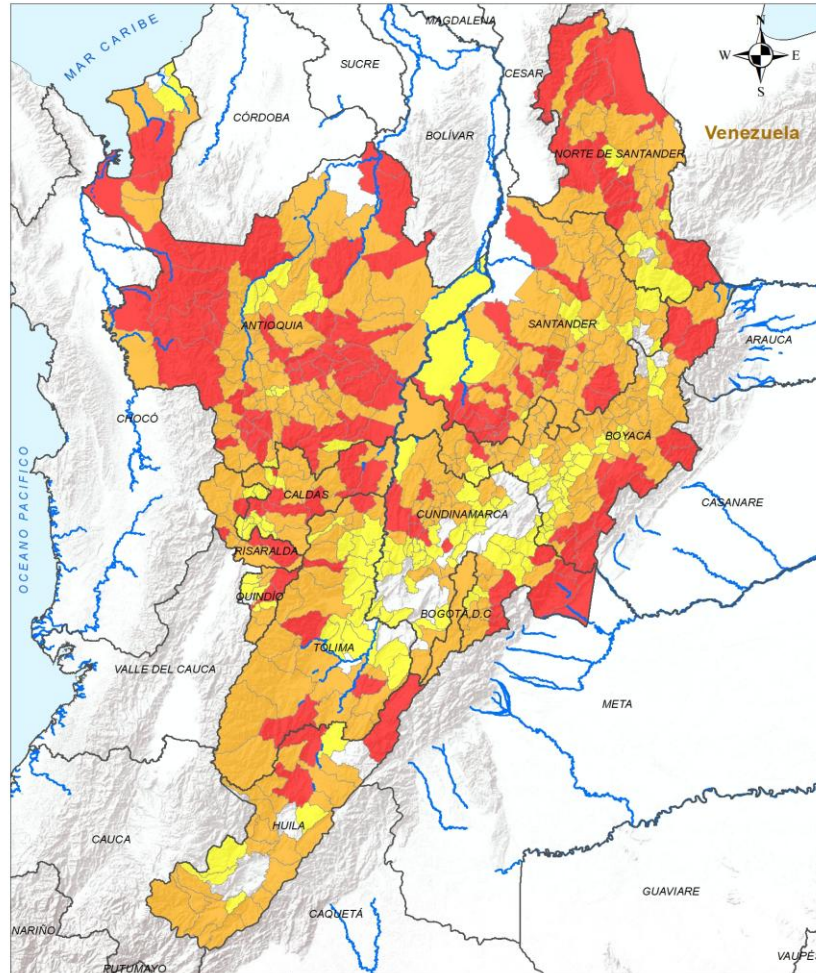 MAR CARIBE
MAGDALENA
N
W E
S
SUCRE
CESAR
CÓRDOBA
BOLÍVAR
Venezuela
NORTE DE SANTANDER
ANTIOQUIA
SANTANDER
ARAUCA
CHOCÓ
BOYACÁ
OCEANO PACIFICO
CALDAS
CUNDINAMARCA
CASANARE
RISARALDA
QUINDÍO
BOGOTÁ D.C
TOLIMA
VALLE DEL CAUCA
META
HUILA
CAUCA
GUAVIARE
CAQUETÁ
NARIÑO
PUTUMAYO
VAUPÉS